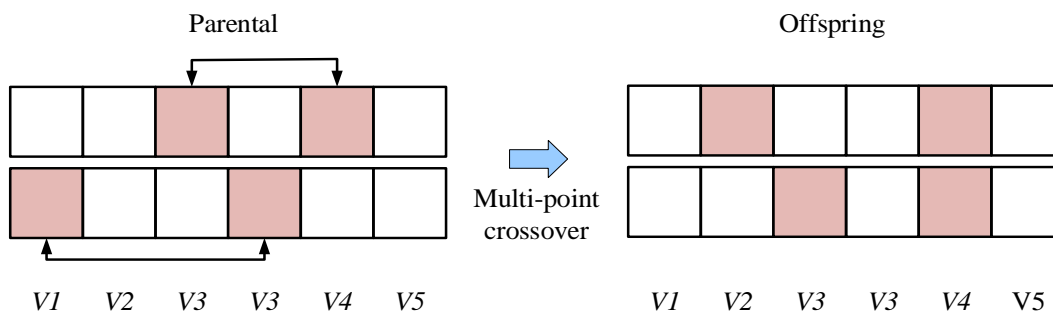 Parental
Offspring
Multi-point
crossover
V1 V2 V3 V3 V4 V5
V1 V2 V3 V3 V4 V5